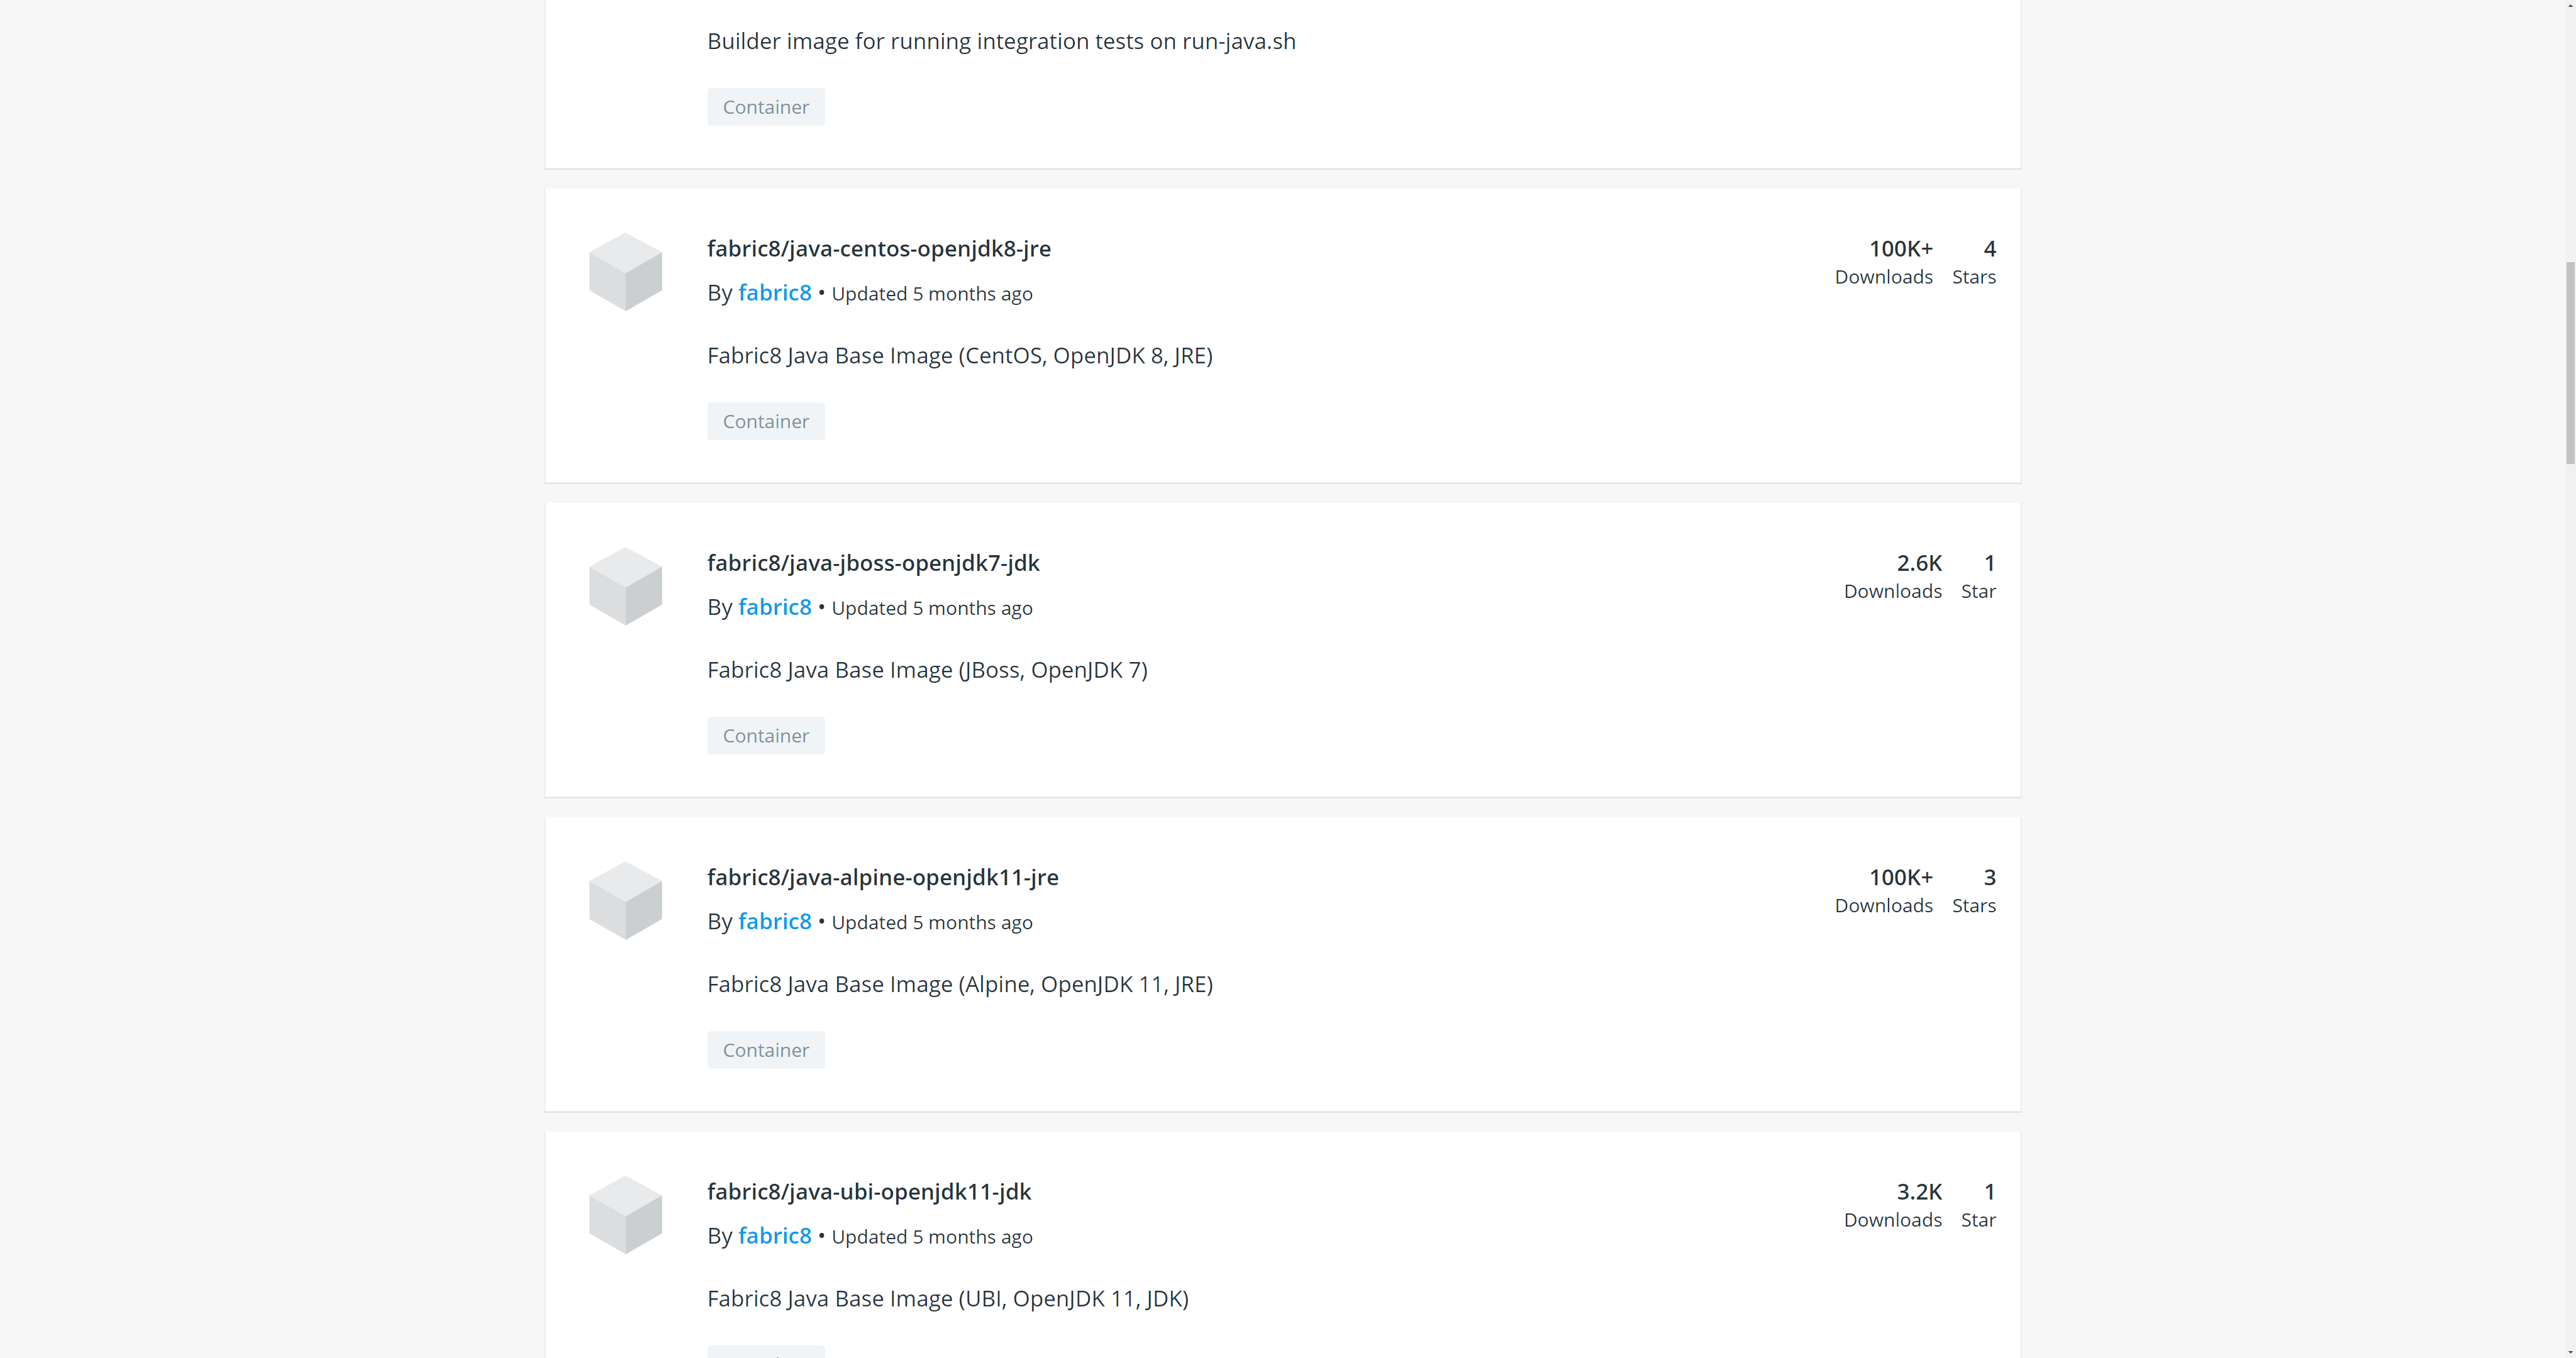 Builder image for running integration tests on run-java.sh
Container
fabric8/java-centos-openjdk8-jre
100K+ 4
By fabric8 • Updated 5 months ago
Downloads Stars
Fabric8 Java Base Image (CentOS, OpenJDK 8, JRE)
Container
fabric8/java-jboss-openjdk7-jdk
2.6K 1
By fabric8 • Updated 5 months ago
Downloads Star
Fabric8 Java Base Image (JBoss, OpenJDK 7)
Container
fabric8/java-alpine-openjdk11-jre
100K+ 3
By fabric8 • Updated 5 months ago
Downloads Stars
Fabric8 Java Base Image (Alpine, OpenJDK 11, JRE)
Container
fabric8/java-ubi-openjdk11-jdk
3.2K 1
By fabric8 • Updated 5 months ago
Downloads Star
Fabric8 Java Base Image (UBI, OpenJDK 11, JDK)